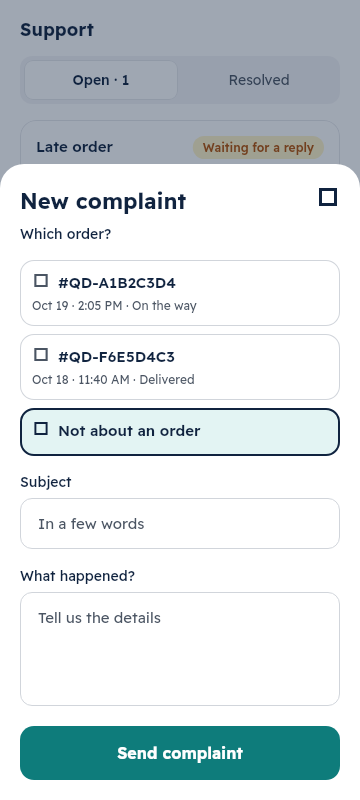 Support
Open · 1
Resolved
Late order
Waiting for a reply
New complaint
Which order?
#QD-A1B2C3D4
Oct 19 · 2:05 PM · On the way
#QD-F6E5D4C3
Oct 18 · 11:40 AM · Delivered
Not about an order
Subject
In a few words
What happened?
Tell us the details
Send complaint